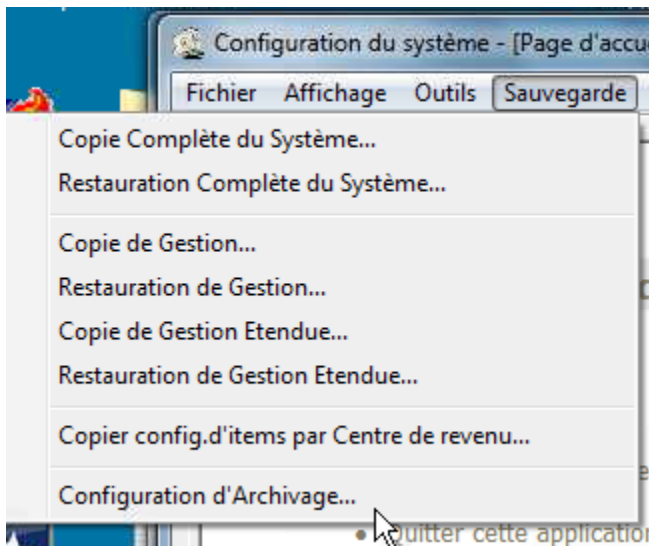 Configuration du système - [Page d'accu
Fichier Affichage Outils Sauvegarde
Copie Complète du Système...
Restauration Complète du Système...
Copie de Gestion...
Restauration de Gestion...
Copie de Gestion Etendue...
Restauration de Gestion Etendue...
Copier config.d'items par Centre de revenu...
Configuration d'Archivage...
• Quitter cette application